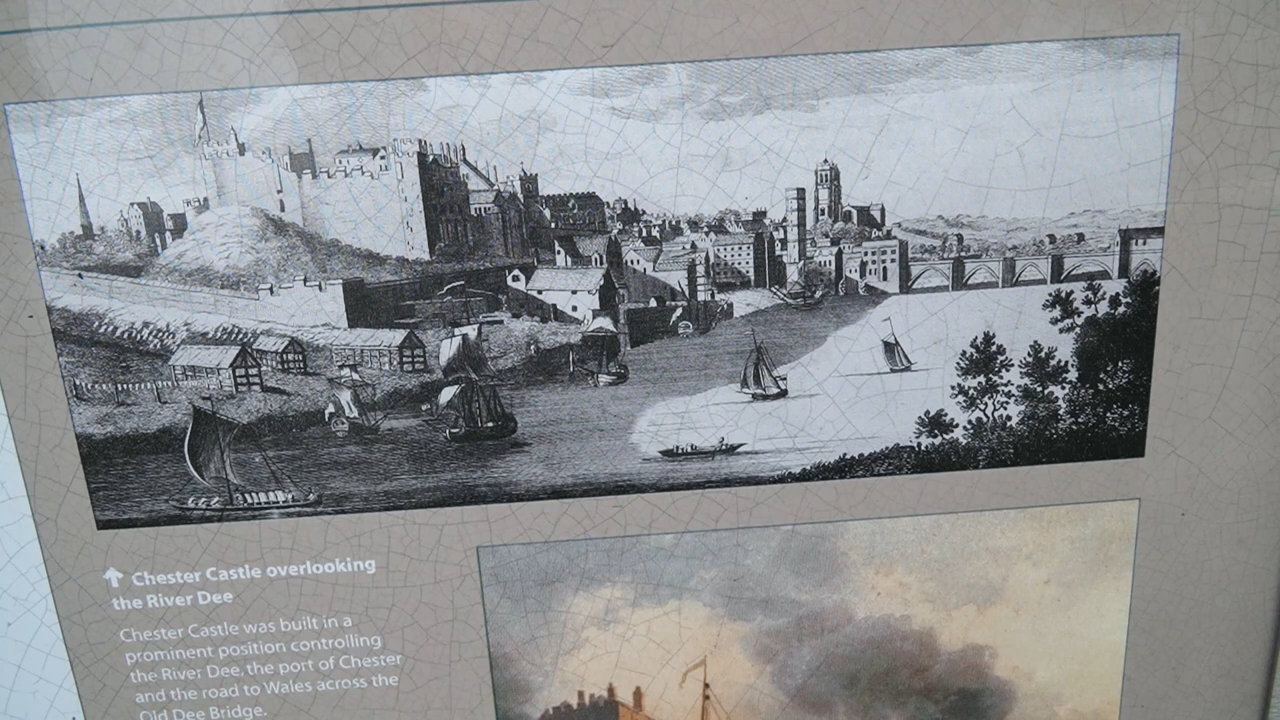 Chester Castle overlooking
the River Dee
Chester Castle was built in a
prominent position controlling
the River Dee, the port of Chester
and the road to Wales across the
Old Dee Bridge.